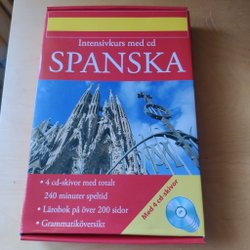 Intensivkurs med cd
SPANSKA
• 4 cd-skivor med totalt
240 minuter speltid
• Lärobok på över 200 sidor
• Grammatiköversikt
Med 4 cd-skivor